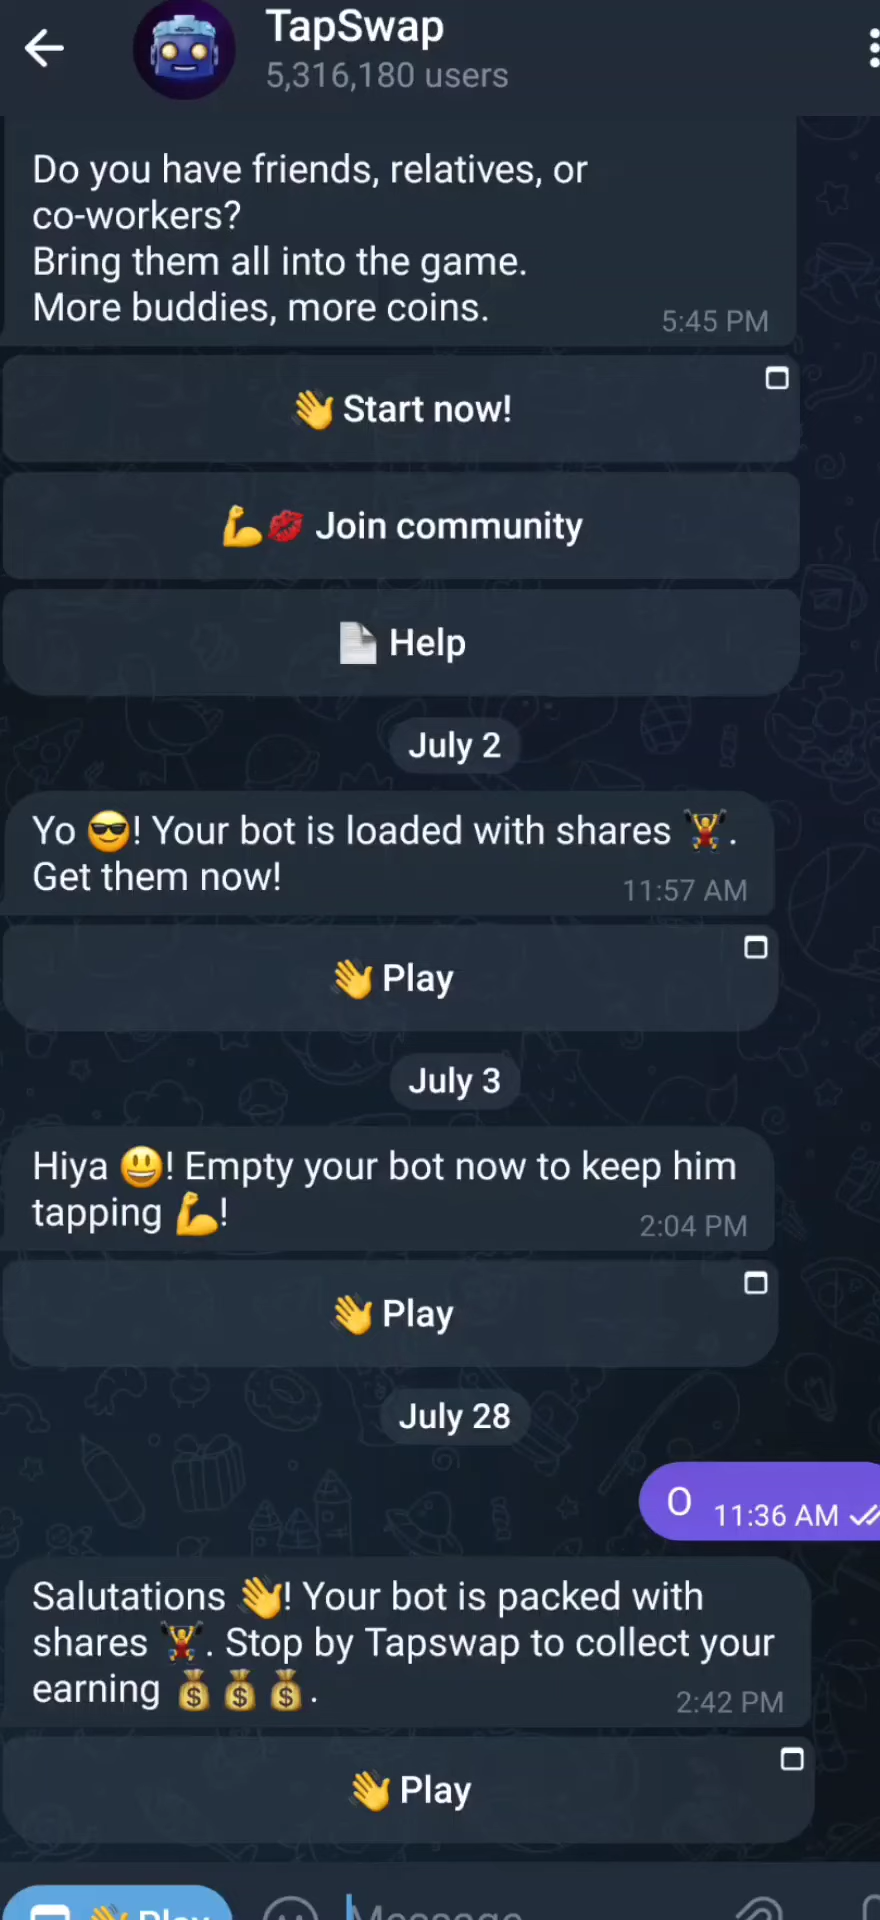 TapSwap
5,316,180 users
Do you have friends, relatives, or
co-workers?
Bring them all into the game.
More buddies, more coins.
5:45 PM
👋 Start now!
💪💋 Join community
📄 Help
July 2
Yo 😎! Your bot is loaded with shares 🏋️.
Get them now!
11:57 AM
👋 Play
July 3
Hiya 😃! Empty your bot now to keep him
tapping 💪!
2:04 PM
👋 Play
July 28
O
11:36 AM
Salutations 👋! Your bot is packed with
shares 🏋️. Stop by Tapswap to collect your
earning 💰💰💰.
2:42 PM
👋 Play
👋 Play
Message